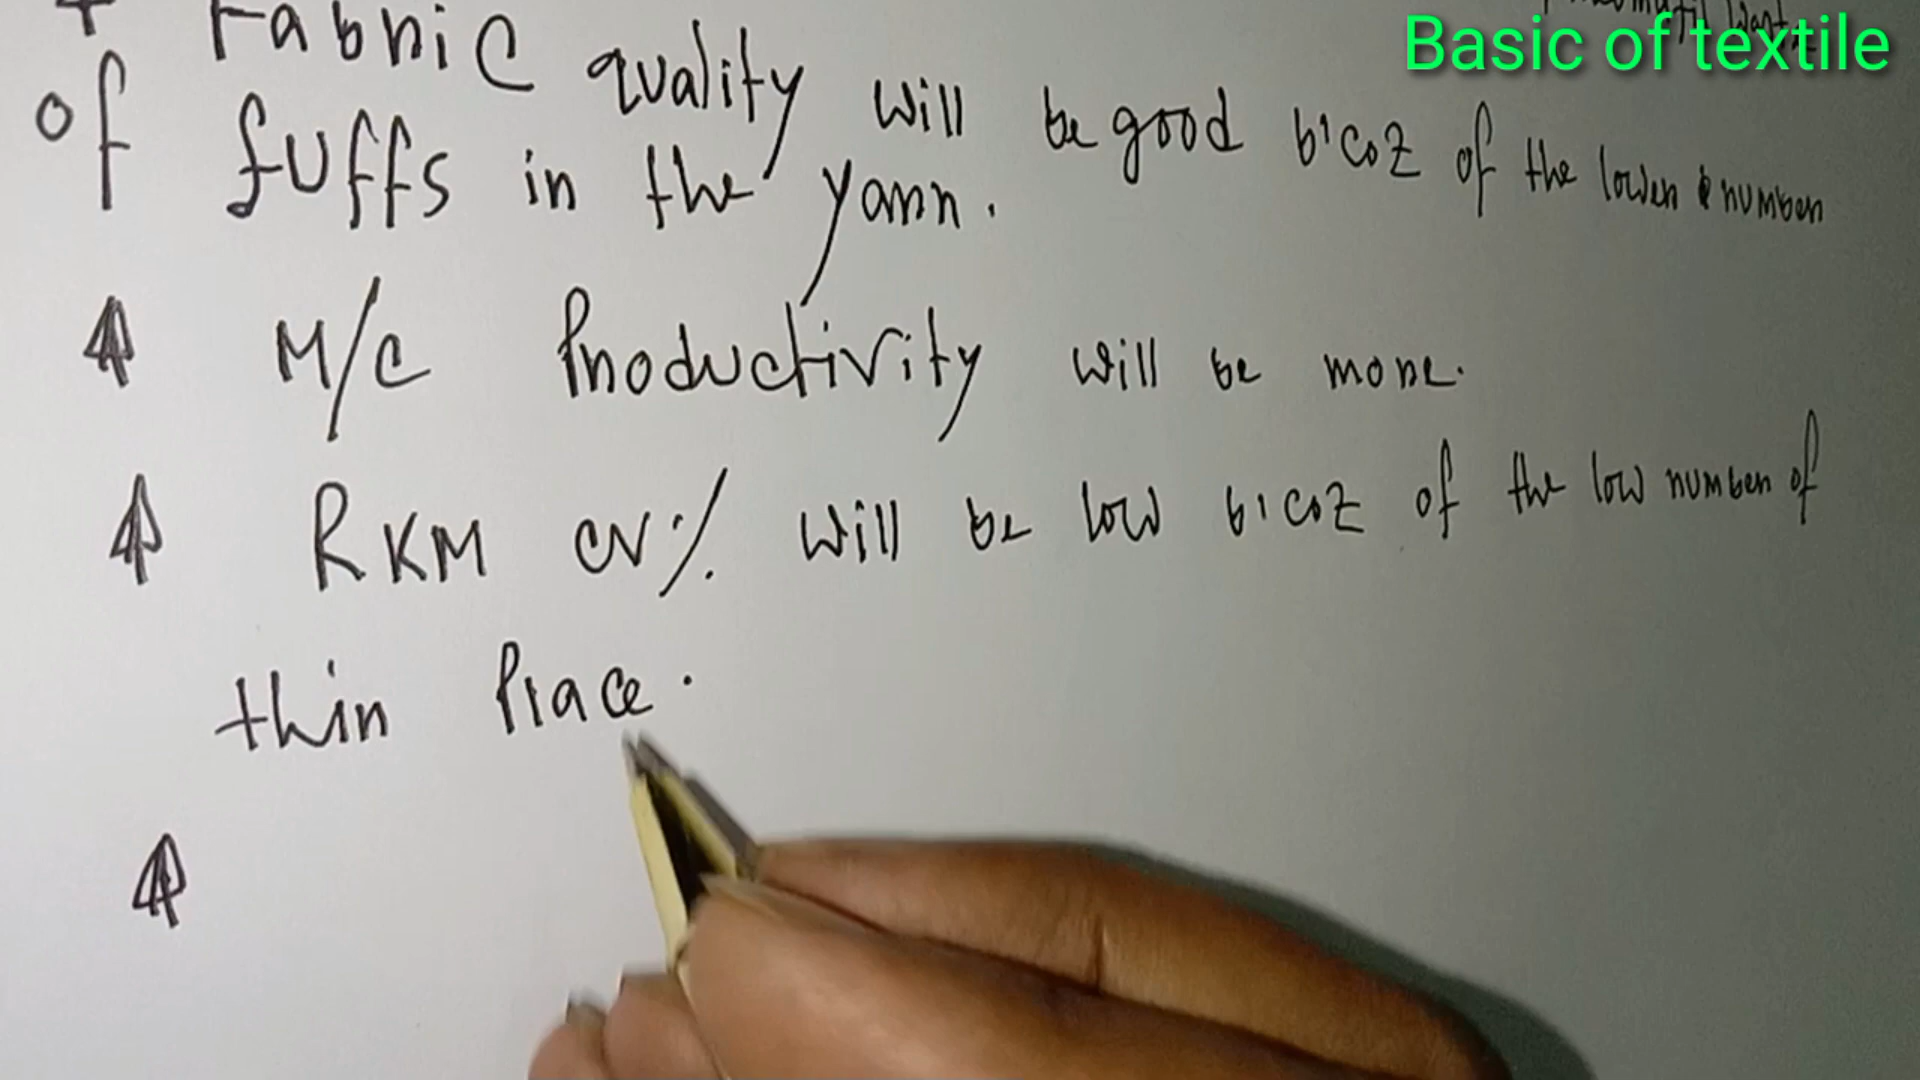 Basic of textile
Fabric quality will be good b'coz of the lower number
of fuffs in the yarn.
M/C Productivity will be more.
RKM CV% will be low b'coz of the low number of
thin Place.